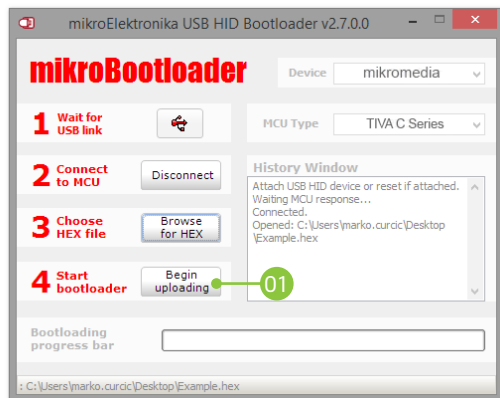 mikroElektronika USB HID Bootloader v2.7.0.0
mikroBootloader
Device
mikromedia
1 Wait for
USB link
MCU Type
TIVA C Series
2 Connect
to MCU
Disconnect
History Window
Attach USB HID device or reset if attached.
Waiting MCU response...
Connected.
Opened: C:\Users\marko.curcic\Desktop
\Example.hex
3 Choose
HEX file
Browse
for HEX
4 Start
bootloader
Begin
uploading
01
Bootloading
progress bar
: C:\Users\marko.curcic\Desktop\Example.hex